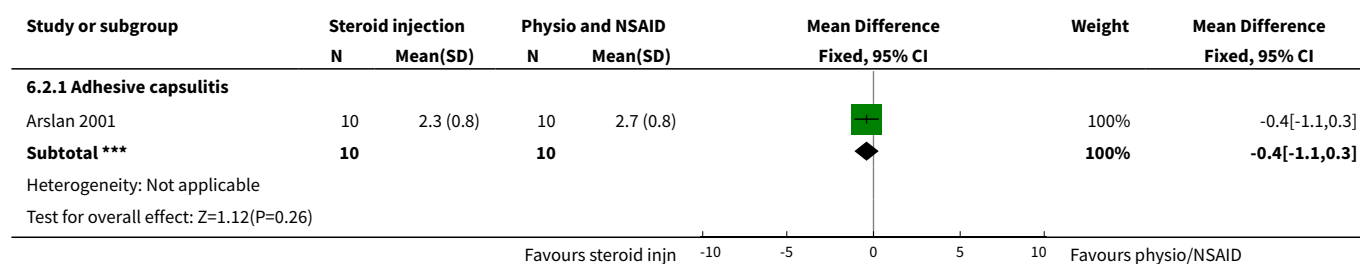 Study or subgroup Steroid injection Physio and NSAID Mean Difference Weight Mean Difference
N Mean(SD) N Mean(SD) Fixed, 95% CI Fixed, 95% CI
6.2.1 Adhesive capsulitis
Arslan 2001 10 2.3 (0.8) 10 2.7 (0.8) 100% -0.4[-1.1,0.3]
Subtotal *** 10 10 100% -0.4[-1.1,0.3]
Heterogeneity: Not applicable
Test for overall effect: Z=1.12(P=0.26)
Favours steroid injn -10 -5 0 5 10 Favours physio/NSAID